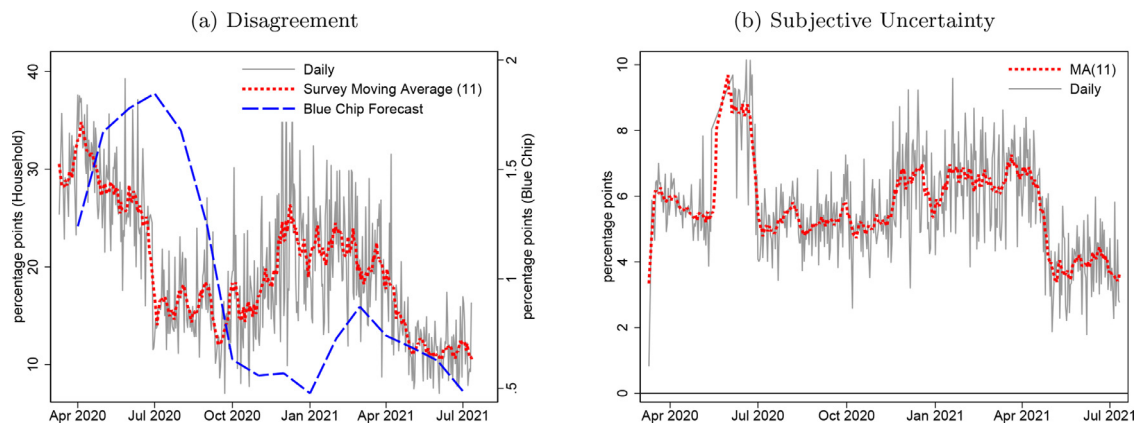 (a) Disagreement
(b) Subjective Uncertainty
percentage points (Household)
40
30
20
10
Daily
Survey Moving Average (11)
Blue Chip Forecast
2
1.5
1
.5
percentage points (Blue Chip)
Apr 2020 Jul 2020 Oct 2020 Jan 2021 Apr 2021 Jul 2021
percentage points
10
8
6
4
2
0
MA(11)
Daily
Apr 2020 Jul 2020 Oct 2020 Jan 2021 Apr 2021 Jul 2021